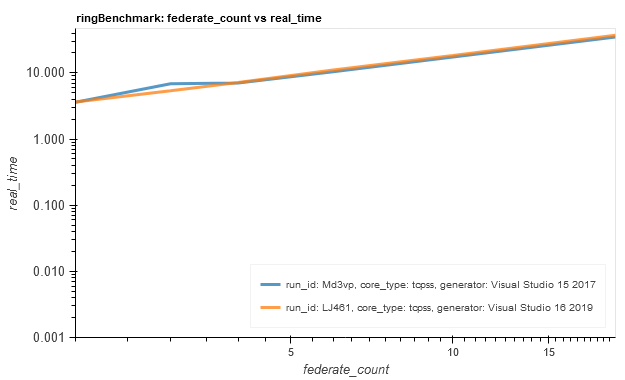 ringBenchmark: federate_count vs real_time
10.000
1.000
0.100
0.010
0.001
real_time
run_id: Md3vp, core_type: tcpss, generator: Visual Studio 15 2017
run_id: LJ461, core_type: tcpss, generator: Visual Studio 16 2019
5
10
15
federate_count